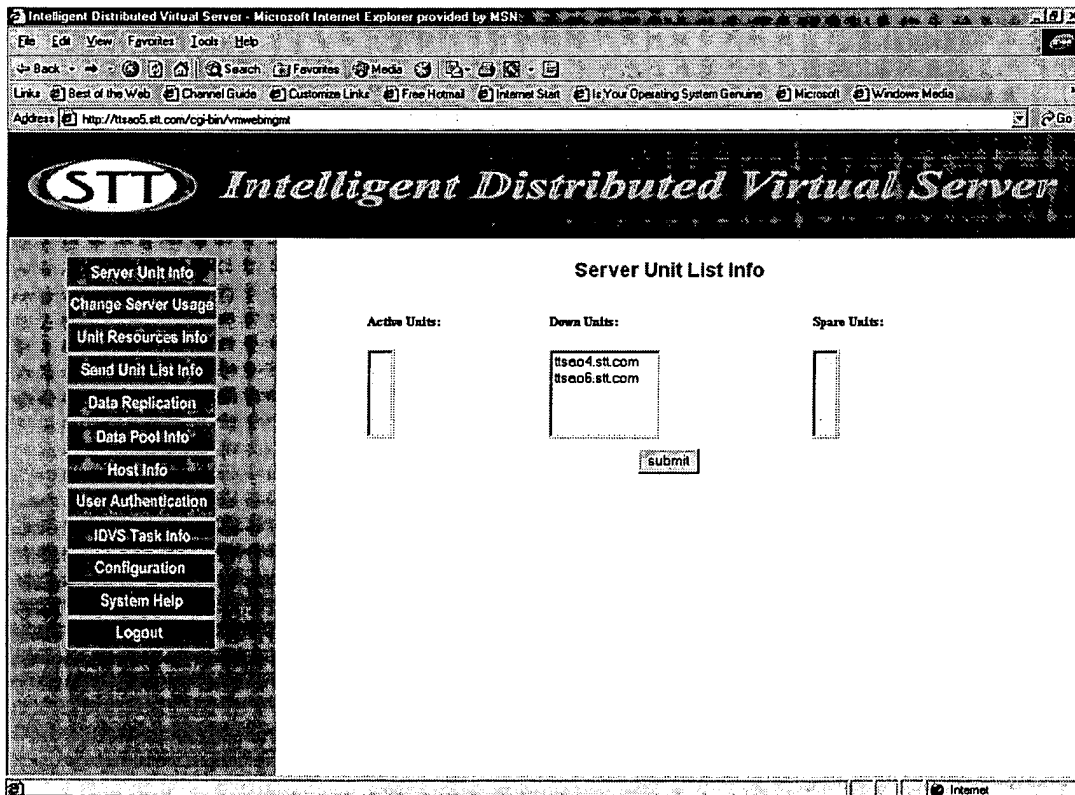 Intelligent Distributed Virtual Server - Microsoft Internet Explorer provided by MSN
File Edit View Favorites Tools Help
Back Search Favorites Media
Links Best of the Web Channel Guide Customize Links Free Hotmail Internet Start Is Your Operating System Genuine Microsoft Windows Media
Address http://ttsao5.stt.com/cgi-bin/vmwebmgmt Go
STT Intelligent Distributed Virtual Server
Server Unit Info
Change Server Usage
Unit Resources Info
Send Unit List Info
Data Replication
Data Pool Info
Host Info
User Authentication
IDVS Task Info
Configuration
System Help
Logout
Server Unit List Info
Active Units: Down Units: Spare Units:
ttsao4.stt.com
ttsao6.stt.com
submit
Internet